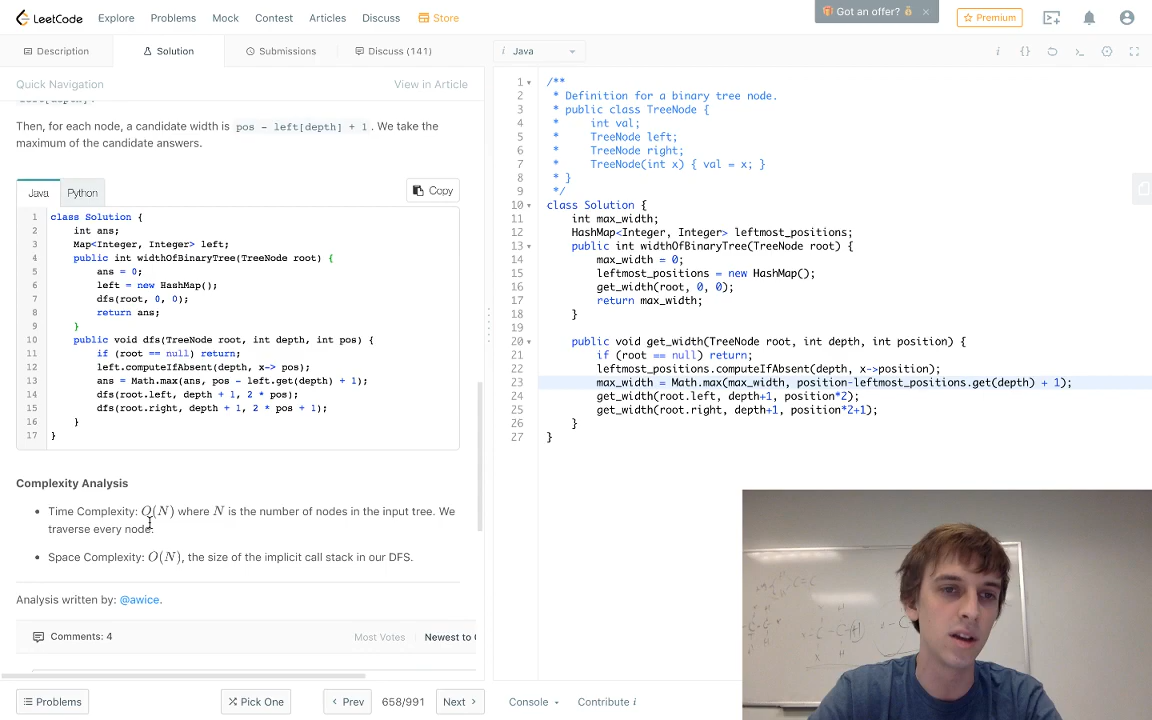 LeetCode Explore Problems Mock Contest Articles Discuss Store Got an offer? × Premium
Description Solution Submissions Discuss (141) i Java
Quick Navigation View in Article
Then, for each node, a candidate width is pos - left[depth] + 1 . We take the
maximum of the candidate answers.
Java Python Copy
1 class Solution {
2 int ans;
3 Map<Integer, Integer> left;
4 public int widthOfBinaryTree(TreeNode root) {
5 ans = 0;
6 left = new HashMap();
7 dfs(root, 0, 0);
8 return ans;
9 }
10 public void dfs(TreeNode root, int depth, int pos) {
11 if (root == null) return;
12 left.computeIfAbsent(depth, x-> pos);
13 ans = Math.max(ans, pos - left.get(depth) + 1);
14 dfs(root.left, depth + 1, 2 * pos);
15 dfs(root.right, depth + 1, 2 * pos + 1);
16 }
17 }
Complexity Analysis
• Time Complexity: O(N) where N is the number of nodes in the input tree. We
traverse every node.
• Space Complexity: O(N), the size of the implicit call stack in our DFS.
Analysis written by: @awice.
Comments: 4 Most Votes Newest to
Problems Pick One Prev 658/991 Next Console Contribute i
1 /**
2 * Definition for a binary tree node.
3 * public class TreeNode {
4 * int val;
5 * TreeNode left;
6 * TreeNode right;
7 * TreeNode(int x) { val = x; }
8 * }
9 */
10 class Solution {
11 int max_width;
12 HashMap<Integer, Integer> leftmost_positions;
13 public int widthOfBinaryTree(TreeNode root) {
14 max_width = 0;
15 leftmost_positions = new HashMap();
16 get_width(root, 0, 0);
17 return max_width;
18 }
19
20 public void get_width(TreeNode root, int depth, int position) {
21 if (root == null) return;
22 leftmost_positions.computeIfAbsent(depth, x->position);
23 max_width = Math.max(max_width, position-leftmost_positions.get(depth) + 1);
24 get_width(root.left, depth+1, position*2);
25 get_width(root.right, depth+1, position*2+1);
26 }
27 }